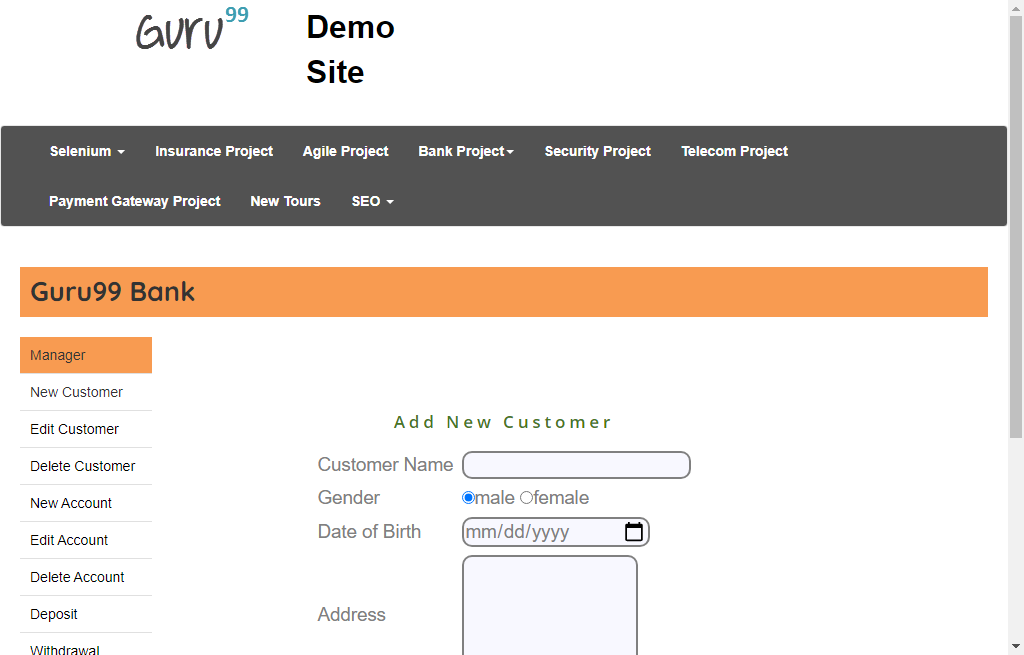 Guru99
Demo
Site
Selenium Insurance Project Agile Project Bank Project Security Project Telecom Project
Payment Gateway Project New Tours SEO
Guru99 Bank
Manager
New Customer
Edit Customer
Delete Customer
New Account
Edit Account
Delete Account
Deposit
Withdrawal
Add New Customer
Customer Name
Gender male female
Date of Birth mm/dd/yyyy
Address